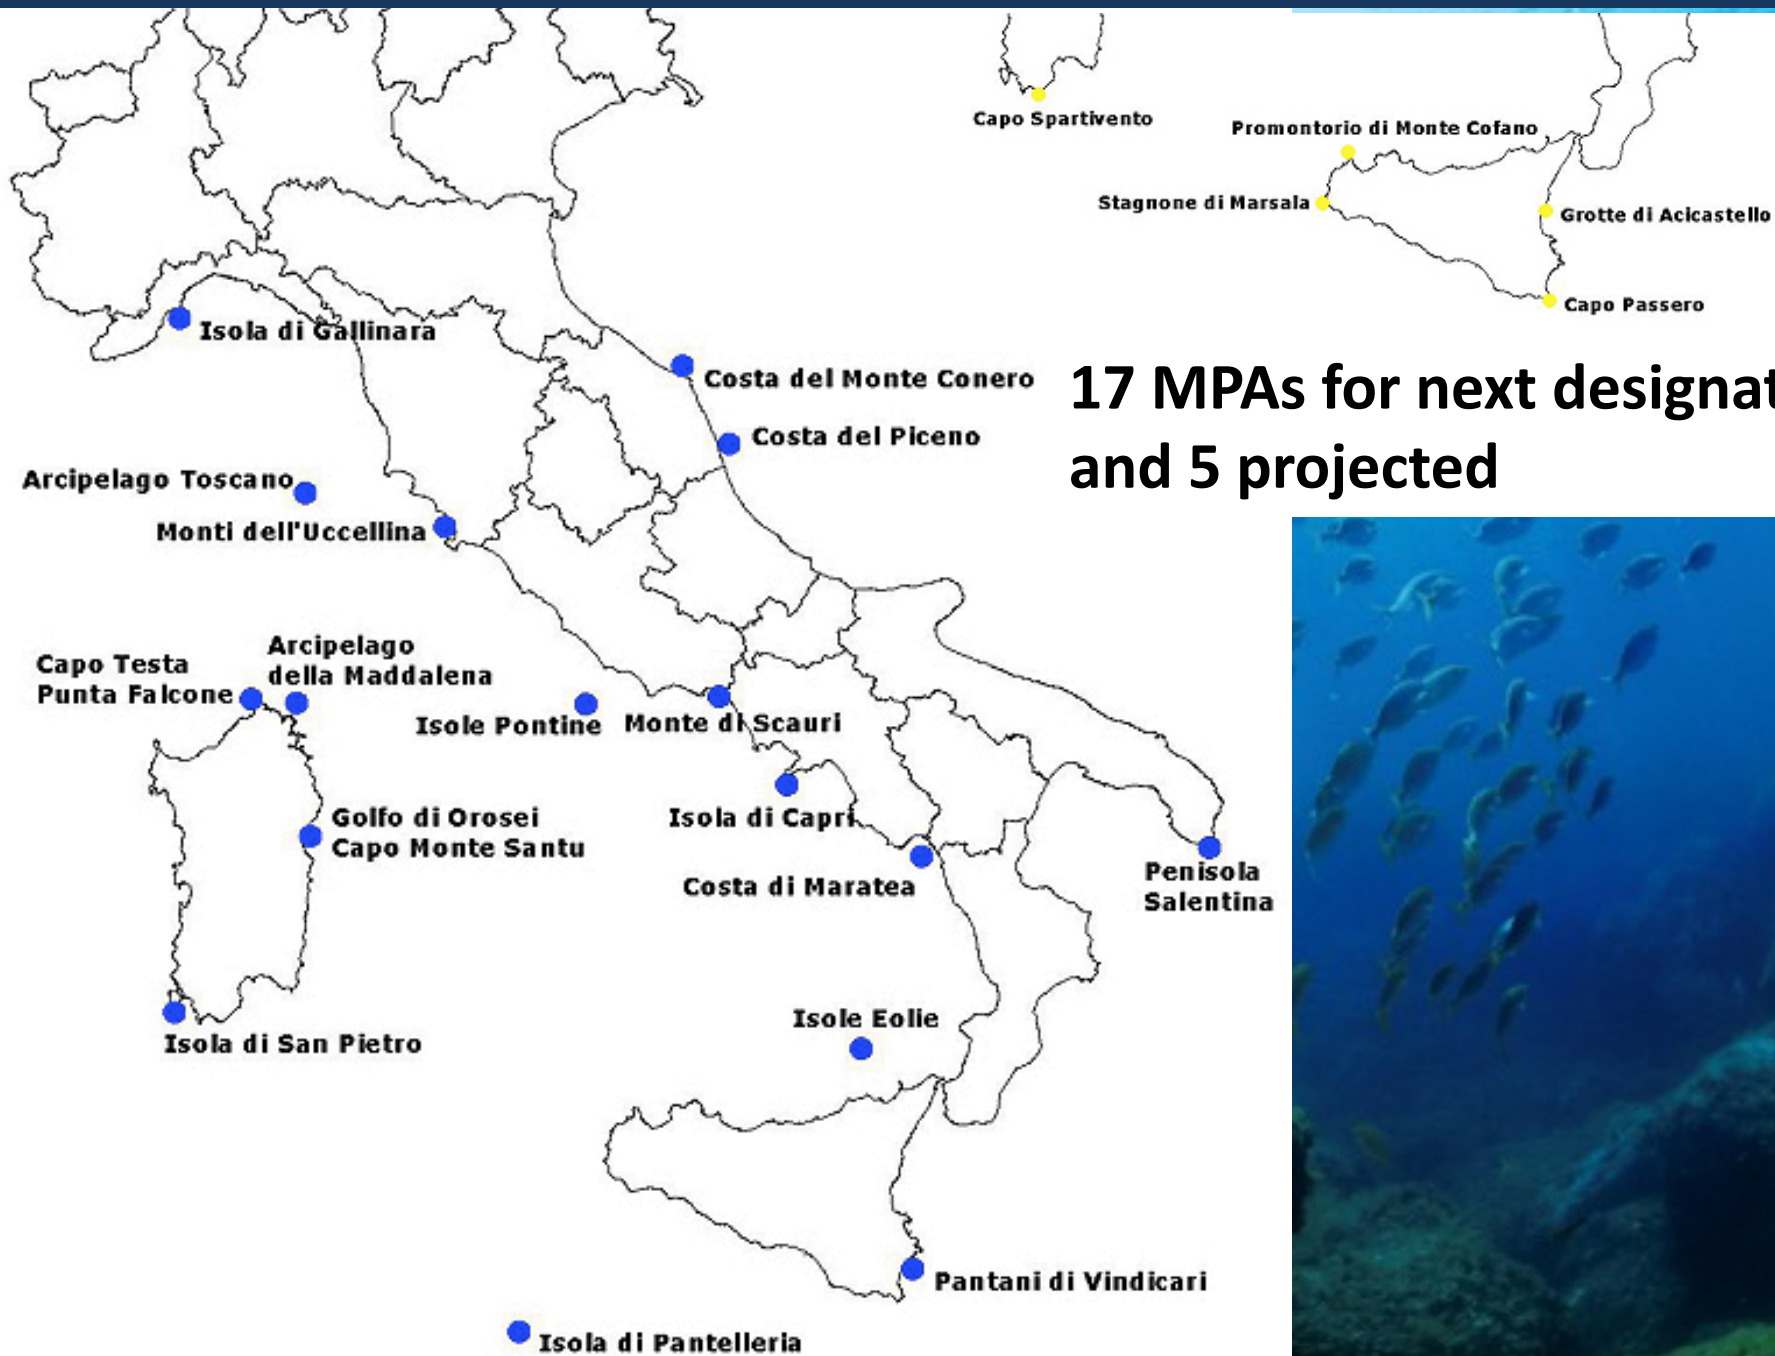 Capo Spartivento
Promontorio di Monte Cofano
Stagnone di Marsala
Grotte di Acicastello
Capo Passero
Isola di Gallinara
Costa del Monte Conero
17 MPAs for next designat
and 5 projected
Costa del Piceno
Arcipelago Toscano
Monti dell'Uccellina
Capo Testa
Punta Falcone
Arcipelago
della Maddalena
Isole Pontine
Monte di Scauri
Golfo di Orosei
Capo Monte Santu
Isola di Capri
Costa di Maratea
Penisola
Salentina
Isola di San Pietro
Isole Eolie
Pantani di Vindicari
Isola di Pantelleria